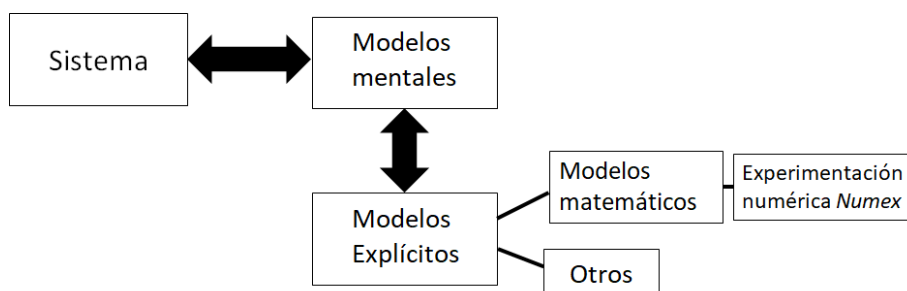 Sistema
Modelos
mentales
Modelos
Explícitos
Modelos
matemáticos
Experimentación
numérica Numex
Otros